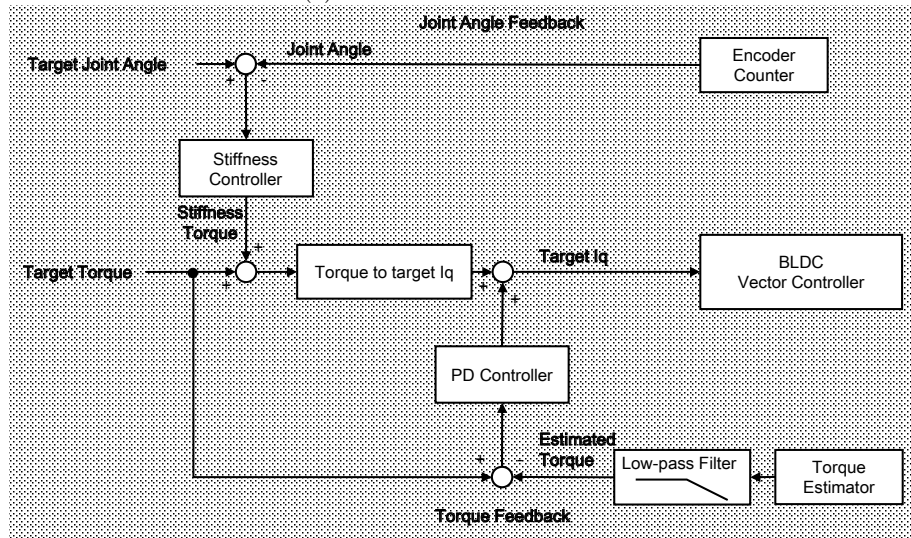 Joint Angle Feedback
Joint Angle
Target Joint Angle
+
-
Encoder
Counter
Stiffness
Controller
Stiffness
Torque
+
Target Torque
+
Torque to target Iq
+
+
Target Iq
BLDC
Vector Controller
PD Controller
Estimated
Torque
+
-
Low-pass Filter
Torque
Estimator
Torque Feedback